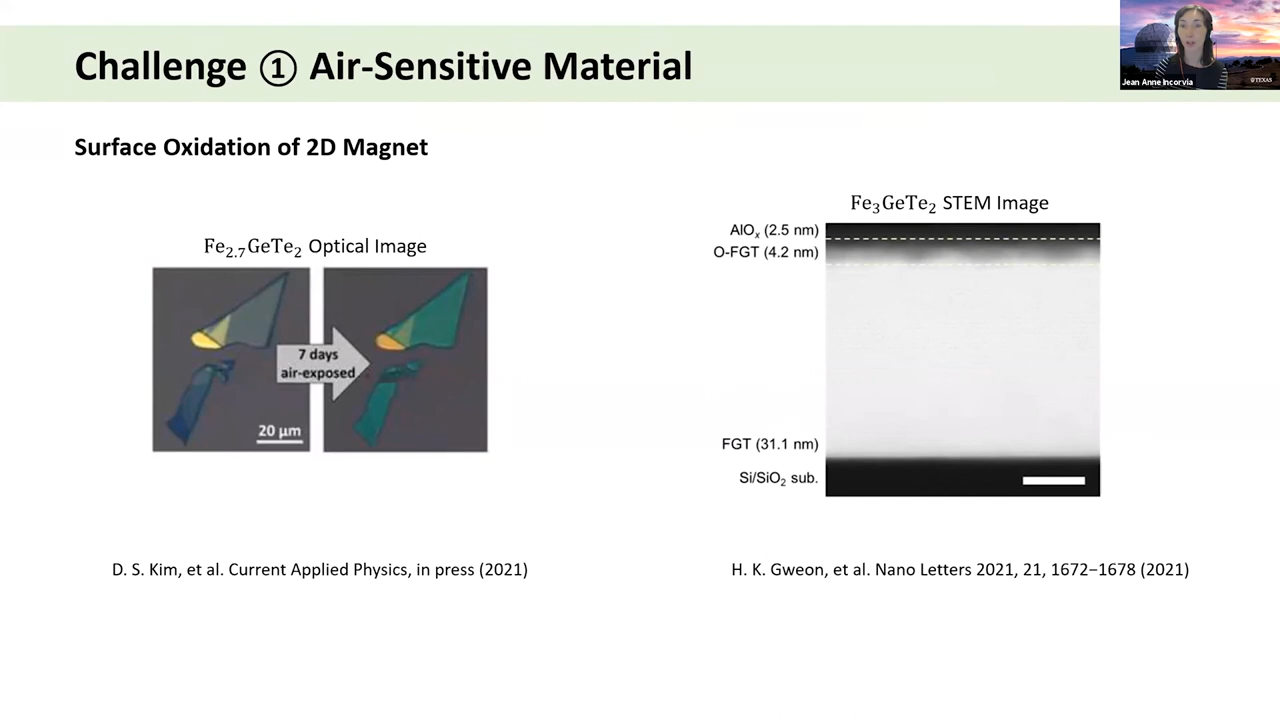 Challenge ① Air-Sensitive Material
Jean Anne Incorvia
TEXAS
Surface Oxidation of 2D Magnet
Fe₂.₇GeTe₂ Optical Image
7 days
air-exposed
20 µm
D. S. Kim, et al. Current Applied Physics, in press (2021)
Fe₃GeTe₂ STEM Image
AlOₓ (2.5 nm)
O-FGT (4.2 nm)
FGT (31.1 nm)
Si/SiO₂ sub.
H. K. Gweon, et al. Nano Letters 2021, 21, 1672−1678 (2021)